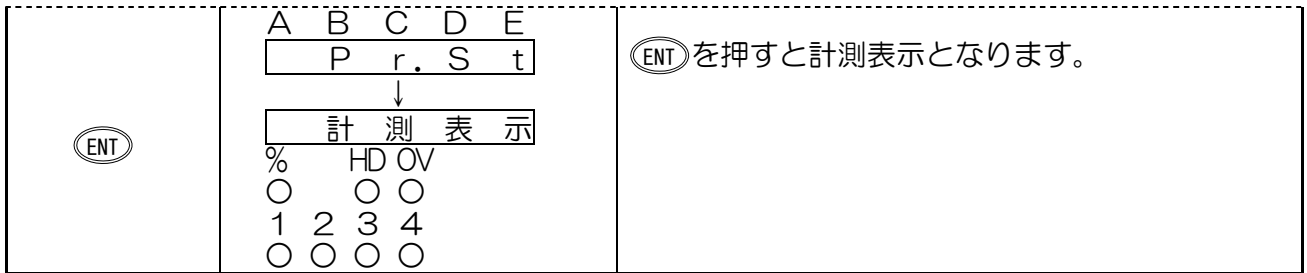 ENT
A B C D E
P r. S t
↓
計 測 表 示
% HD OV
○ ○ ○
1 2 3 4
○ ○ ○ ○
ENTを押すと計測表示となります。